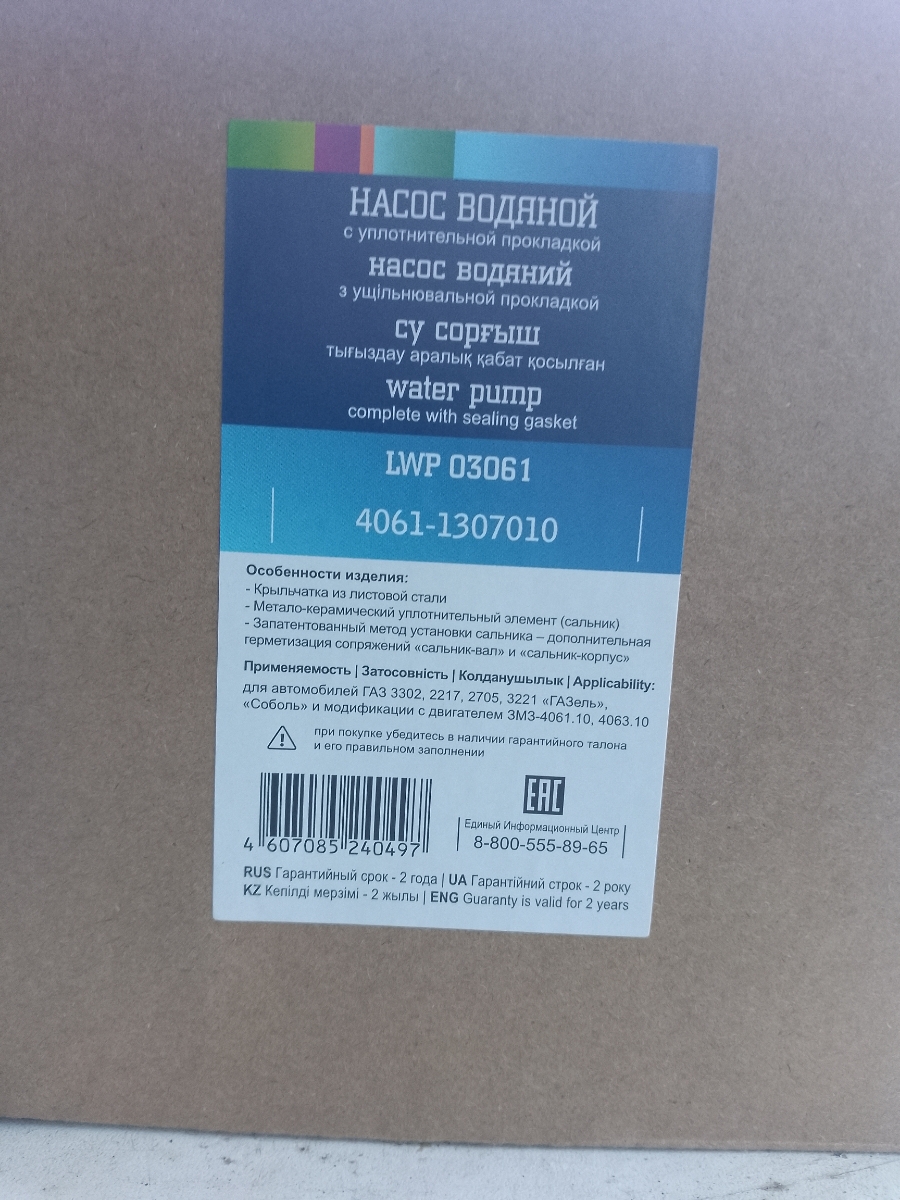 НАСОС ВОДЯНОЙ
с уплотнительной прокладкой
насос водяний
з ущільнювальной прокладкой
су сорғыш
тығыздау аралық қабат қосылған
water pump
complete with sealing gasket
LWP 03061
4061-1307010
Особенности изделия:
- Крыльчатка из листовой стали
- Метало-керамический уплотнительный элемент (сальник)
- Запатентованный метод установки сальника – дополнительная
герметизация сопряжений «сальник-вал» и «сальник-корпус»
Применяемость | Затосовність | Колданушылык | Applicability:
для автомобилей ГАЗ 3302, 2217, 2705, 3221 «ГАЗель»,
«Соболь» и модификации с двигателем ЗМЗ-4061.10, 4063.10
при покупке убедитесь в наличии гарантийного талона
и его правильном заполнении
EAC
Единый Информационный Центр
8-800-555-89-65
4 607085 240497
RUS Гарантийный срок - 2 года | UA Гарантійний строк - 2 року
KZ Кепілді мерзімі - 2 жылы | ENG Guaranty is valid for 2 years